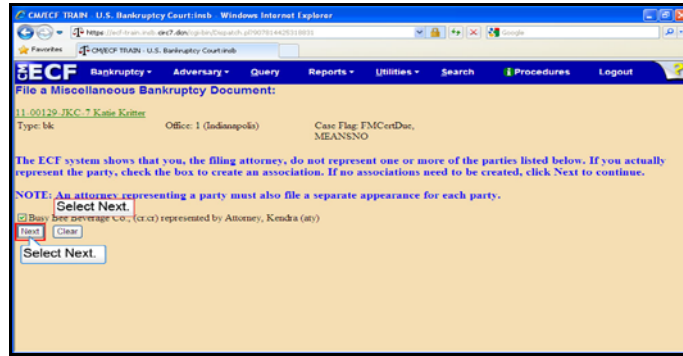 CM/ECF TRAIN - U.S. Bankruptcy Court:insb - Windows Internet Explorer
Google
Favorites CM/ECF TRAIN - U.S. Bankruptcy Court:insb
ECF Bankruptcy Adversary Query Reports Utilities Search Procedures Logout
File a Miscellaneous Bankruptcy Document:
11-00129-JKC-7 Katie Kritter
Type: bk Office: 1 (Indianapolis) Case Flag: FMCertDue,
MEANSNO
The ECF system shows that you, the filing attorney, do not represent one or more of the parties listed below. If you actually
represent the party, check the box to create an association. If no associations need to be created, click Next to continue.
NOTE: An attorney representing a party must also file a separate appearance for each party.
Select Next.
Busy Bee Beverage Co., (cr:cr) represented by Attorney, Kendra (aty)
Next Clear
Select Next.